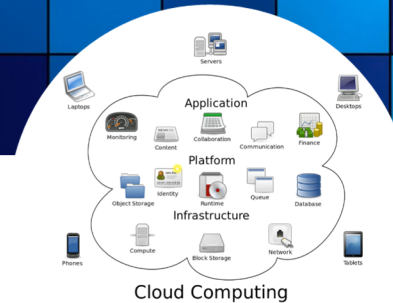 Servers
Laptops
Desktops
Application
Monitoring
Content
Collaboration
Communication
Finance
Platform
Object Storage
Identity
Runtime
Queue
Database
Infrastructure
Compute
Block Storage
Network
Phones
Tablets
Cloud Computing